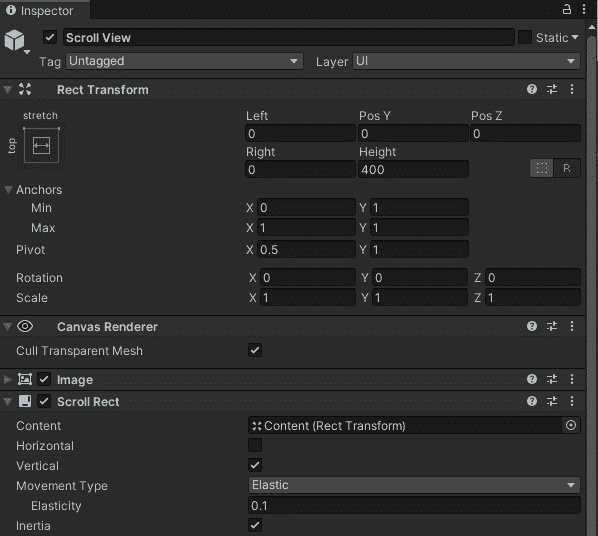 Inspector
Scroll View Static
Tag Untagged Layer UI
Rect Transform
stretch
top
Left Pos Y Pos Z
0 0 0
Right Height
0 400 R
Anchors
Min X 0 Y 1
Max X 1 Y 1
Pivot X 0.5 Y 1
Rotation X 0 Y 0 Z 0
Scale X 1 Y 1 Z 1
Canvas Renderer
Cull Transparent Mesh
Image
Scroll Rect
Content Content (Rect Transform)
Horizontal
Vertical
Movement Type Elastic
Elasticity 0.1
Inertia